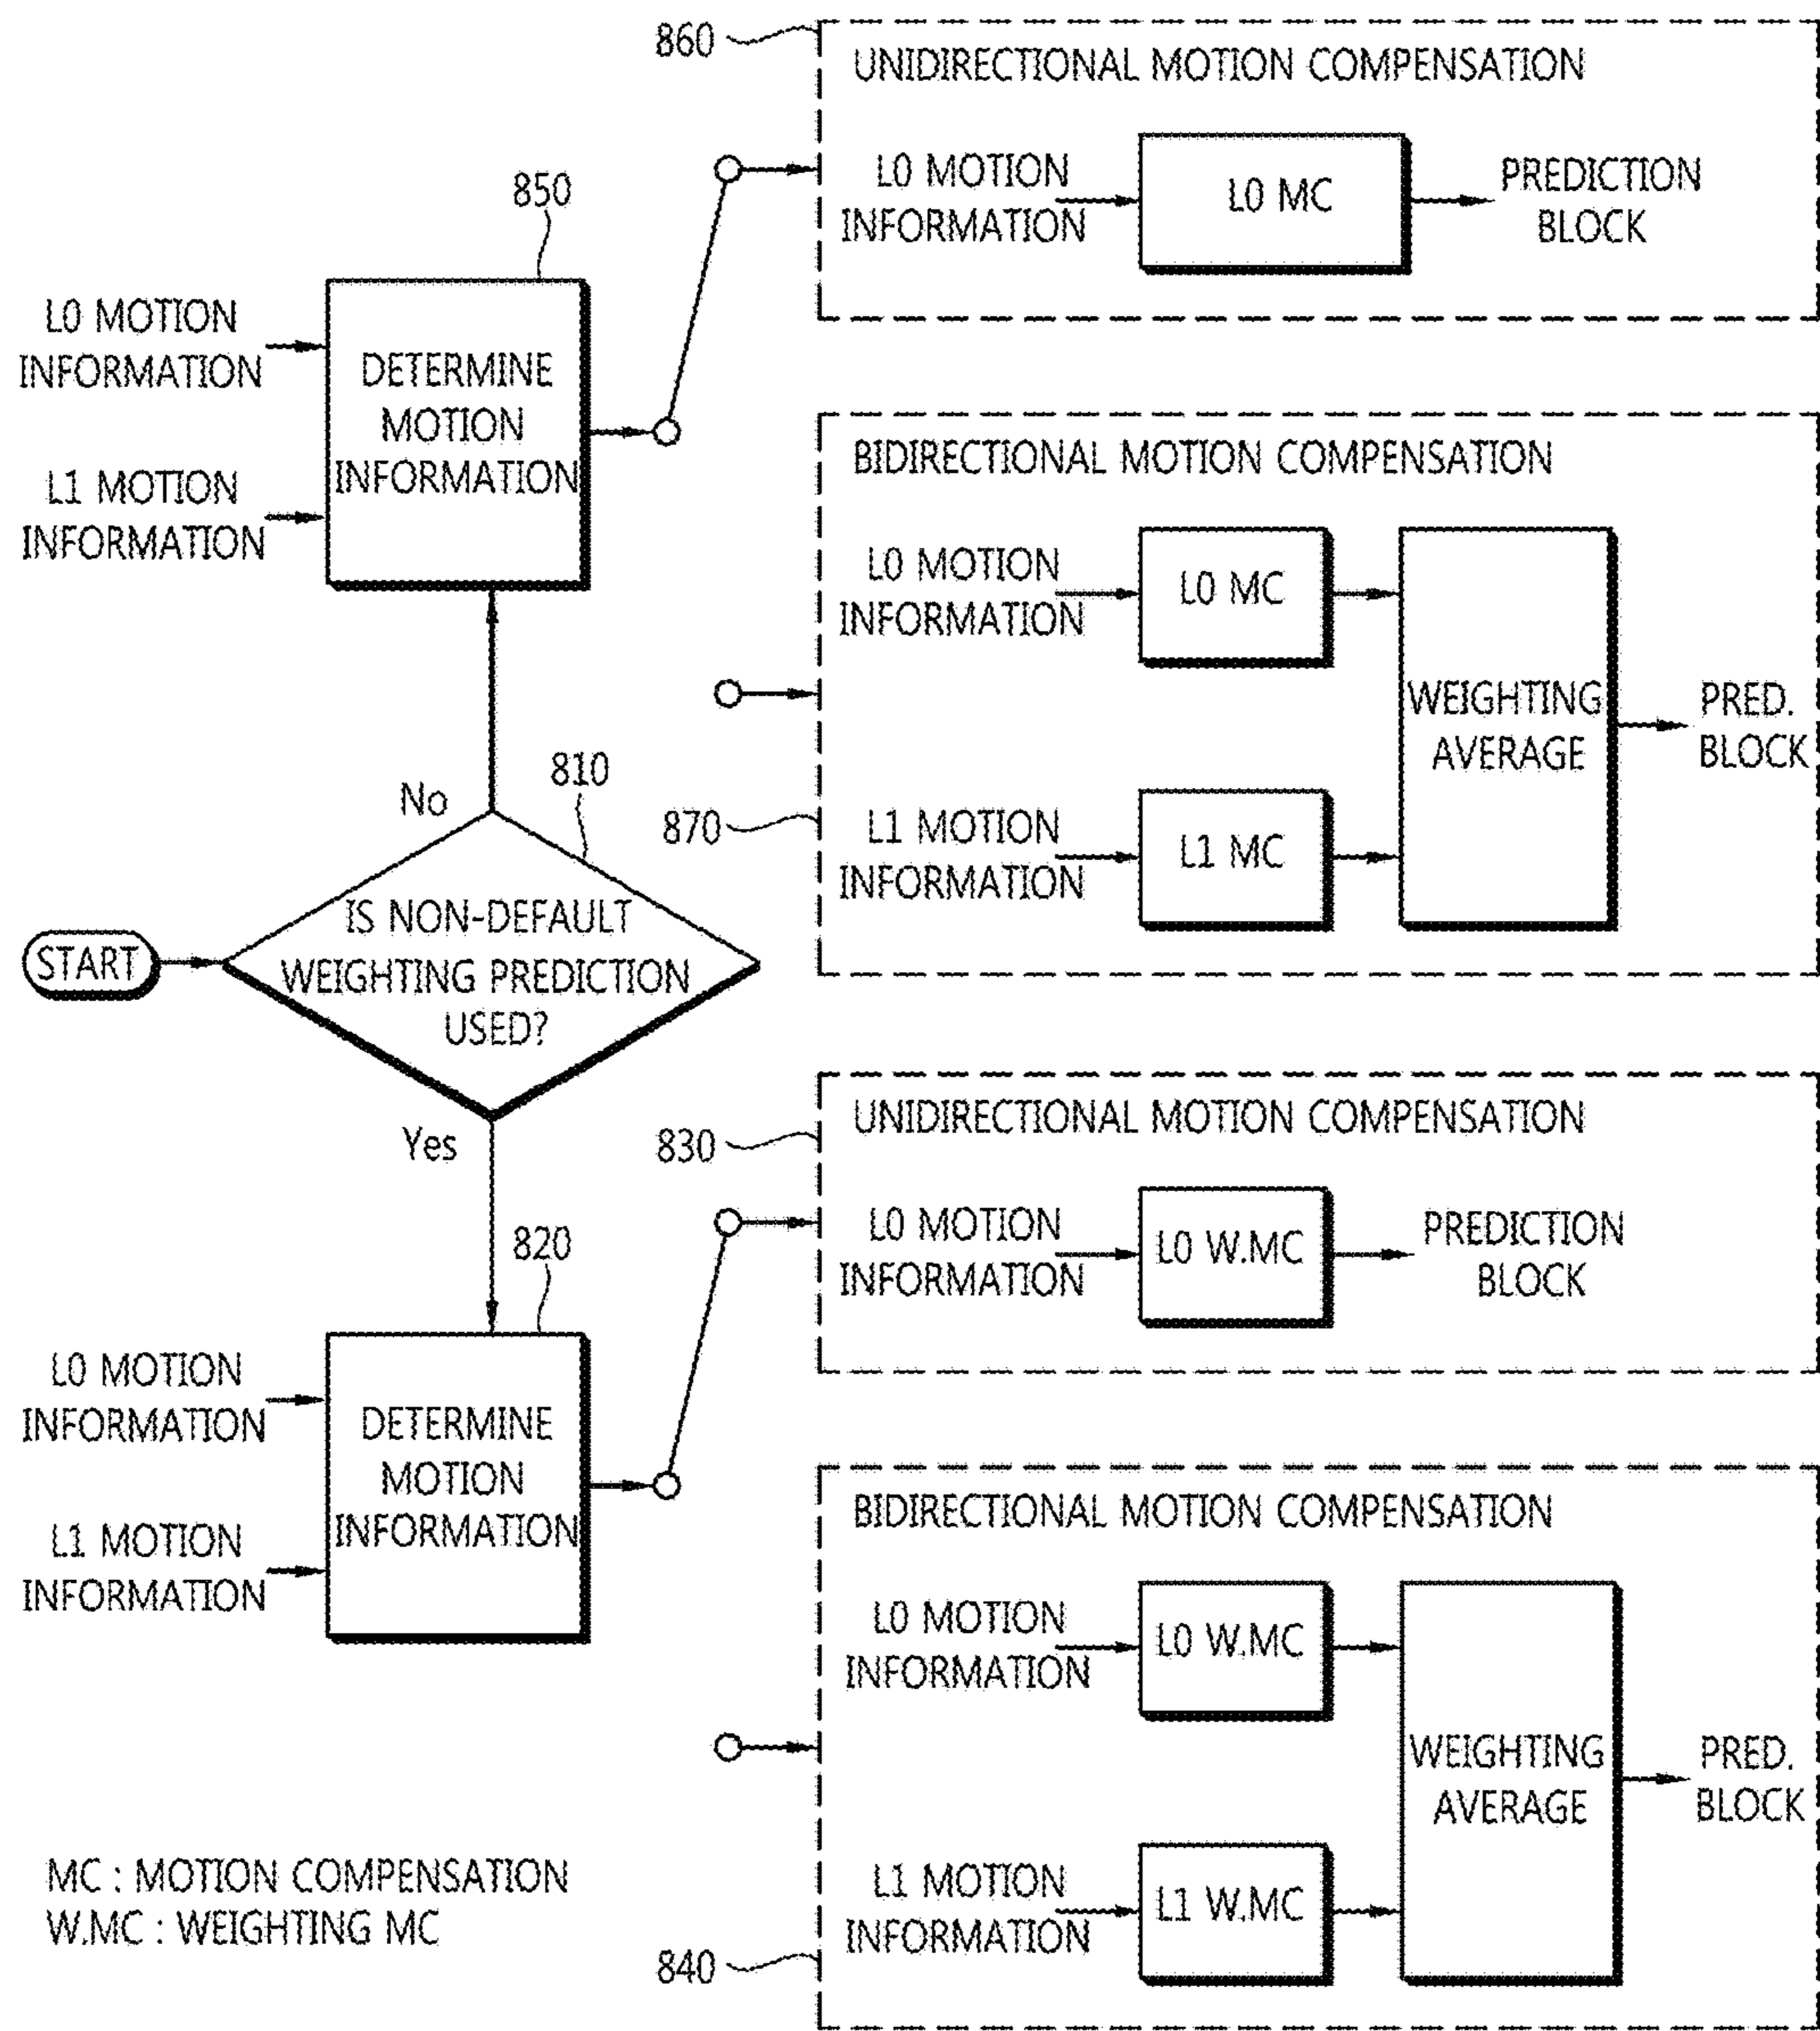 860
UNIDIRECTIONAL MOTION COMPENSATION
L0 MOTION
INFORMATION
L0 MC
PREDICTION
BLOCK
850
L0 MOTION
INFORMATION
L1 MOTION
INFORMATION
DETERMINE
MOTION
INFORMATION
BIDIRECTIONAL MOTION COMPENSATION
L0 MOTION
INFORMATION
L0 MC
L1 MOTION
INFORMATION
L1 MC
WEIGHTING
AVERAGE
PRED.
BLOCK
870
No
810
START
IS NON-DEFAULT
WEIGHTING PREDICTION
USED?
Yes
830
UNIDIRECTIONAL MOTION COMPENSATION
L0 MOTION
INFORMATION
L0 W.MC
PREDICTION
BLOCK
820
L0 MOTION
INFORMATION
L1 MOTION
INFORMATION
DETERMINE
MOTION
INFORMATION
BIDIRECTIONAL MOTION COMPENSATION
L0 MOTION
INFORMATION
L0 W.MC
L1 MOTION
INFORMATION
L1 W.MC
WEIGHTING
AVERAGE
PRED.
BLOCK
840
MC : MOTION COMPENSATION
W.MC : WEIGHTING MC